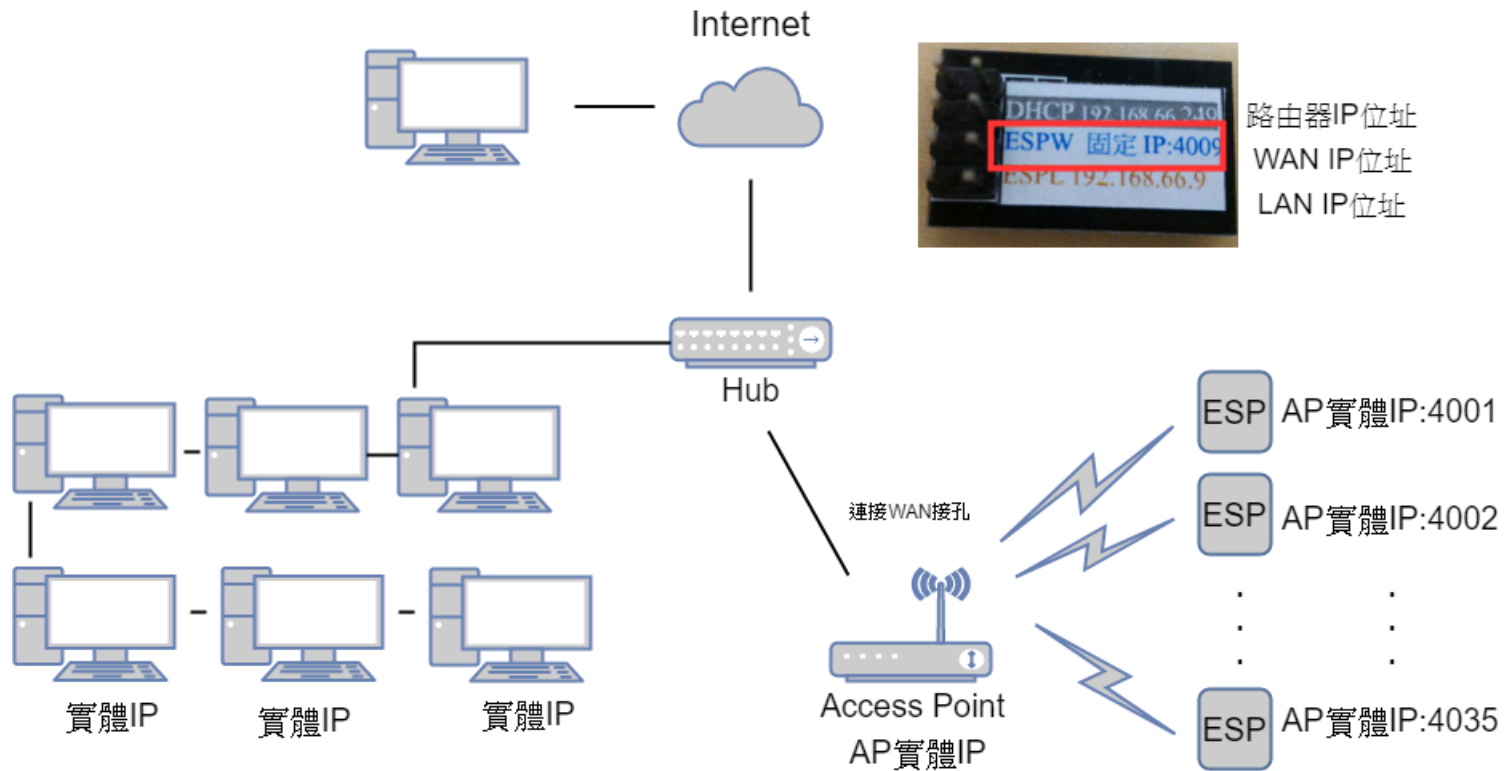 Internet
DHCP 192.168.66.249
ESPW 固定 IP:4009
ESPL 192.168.66.9
路由器IP位址
WAN IP位址
LAN IP位址
Hub
連接WAN接孔
ESP AP實體IP:4001
ESP AP實體IP:4002
ESP AP實體IP:4035
實體IP
實體IP
實體IP
Access Point
AP實體IP